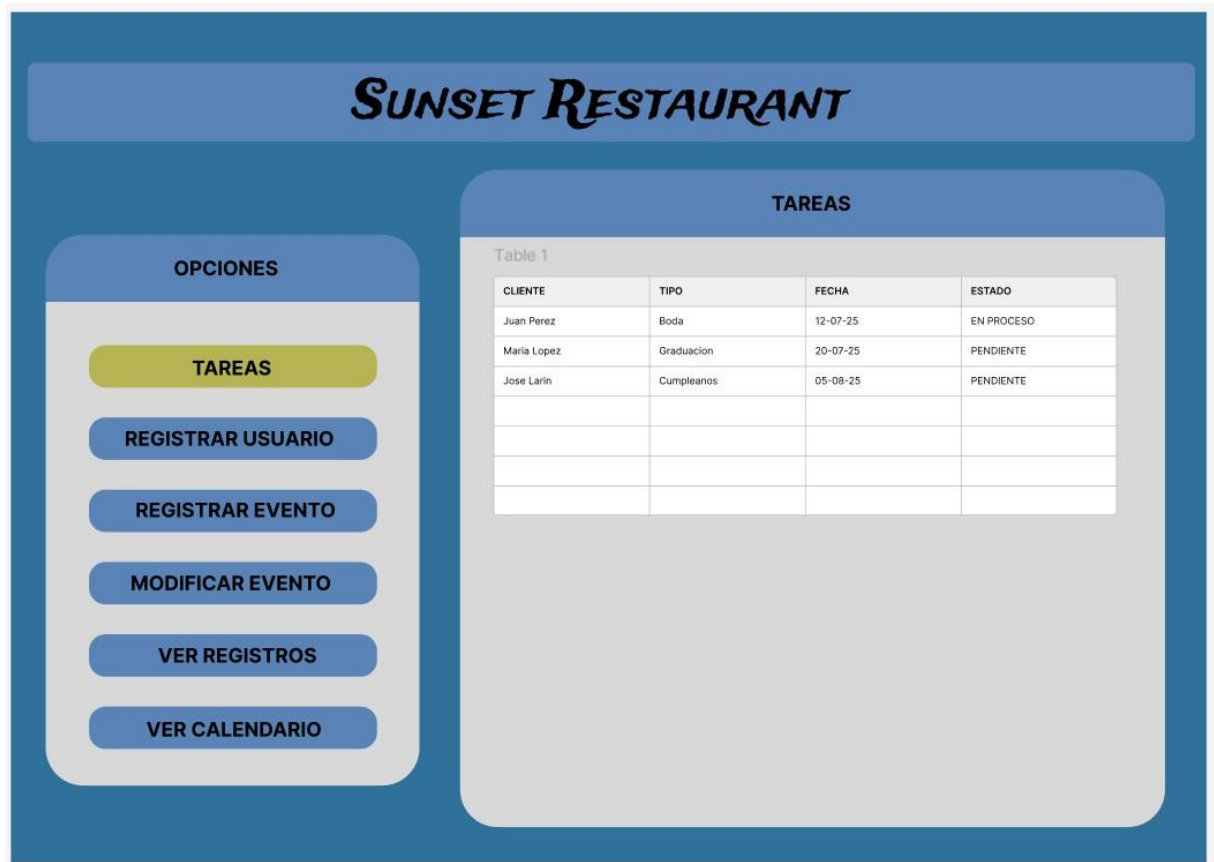 SUNSET RESTAURANT
OPCIONES
TAREAS
REGISTRAR USUARIO
REGISTRAR EVENTO
MODIFICAR EVENTO
VER REGISTROS
VER CALENDARIO
TAREAS
Table 1
CLIENTE TIPO FECHA ESTADO
Juan Perez Boda 12-07-25 EN PROCESO
Maria Lopez Graduacion 20-07-25 PENDIENTE
Jose Larin Cumpleanos 05-08-25 PENDIENTE